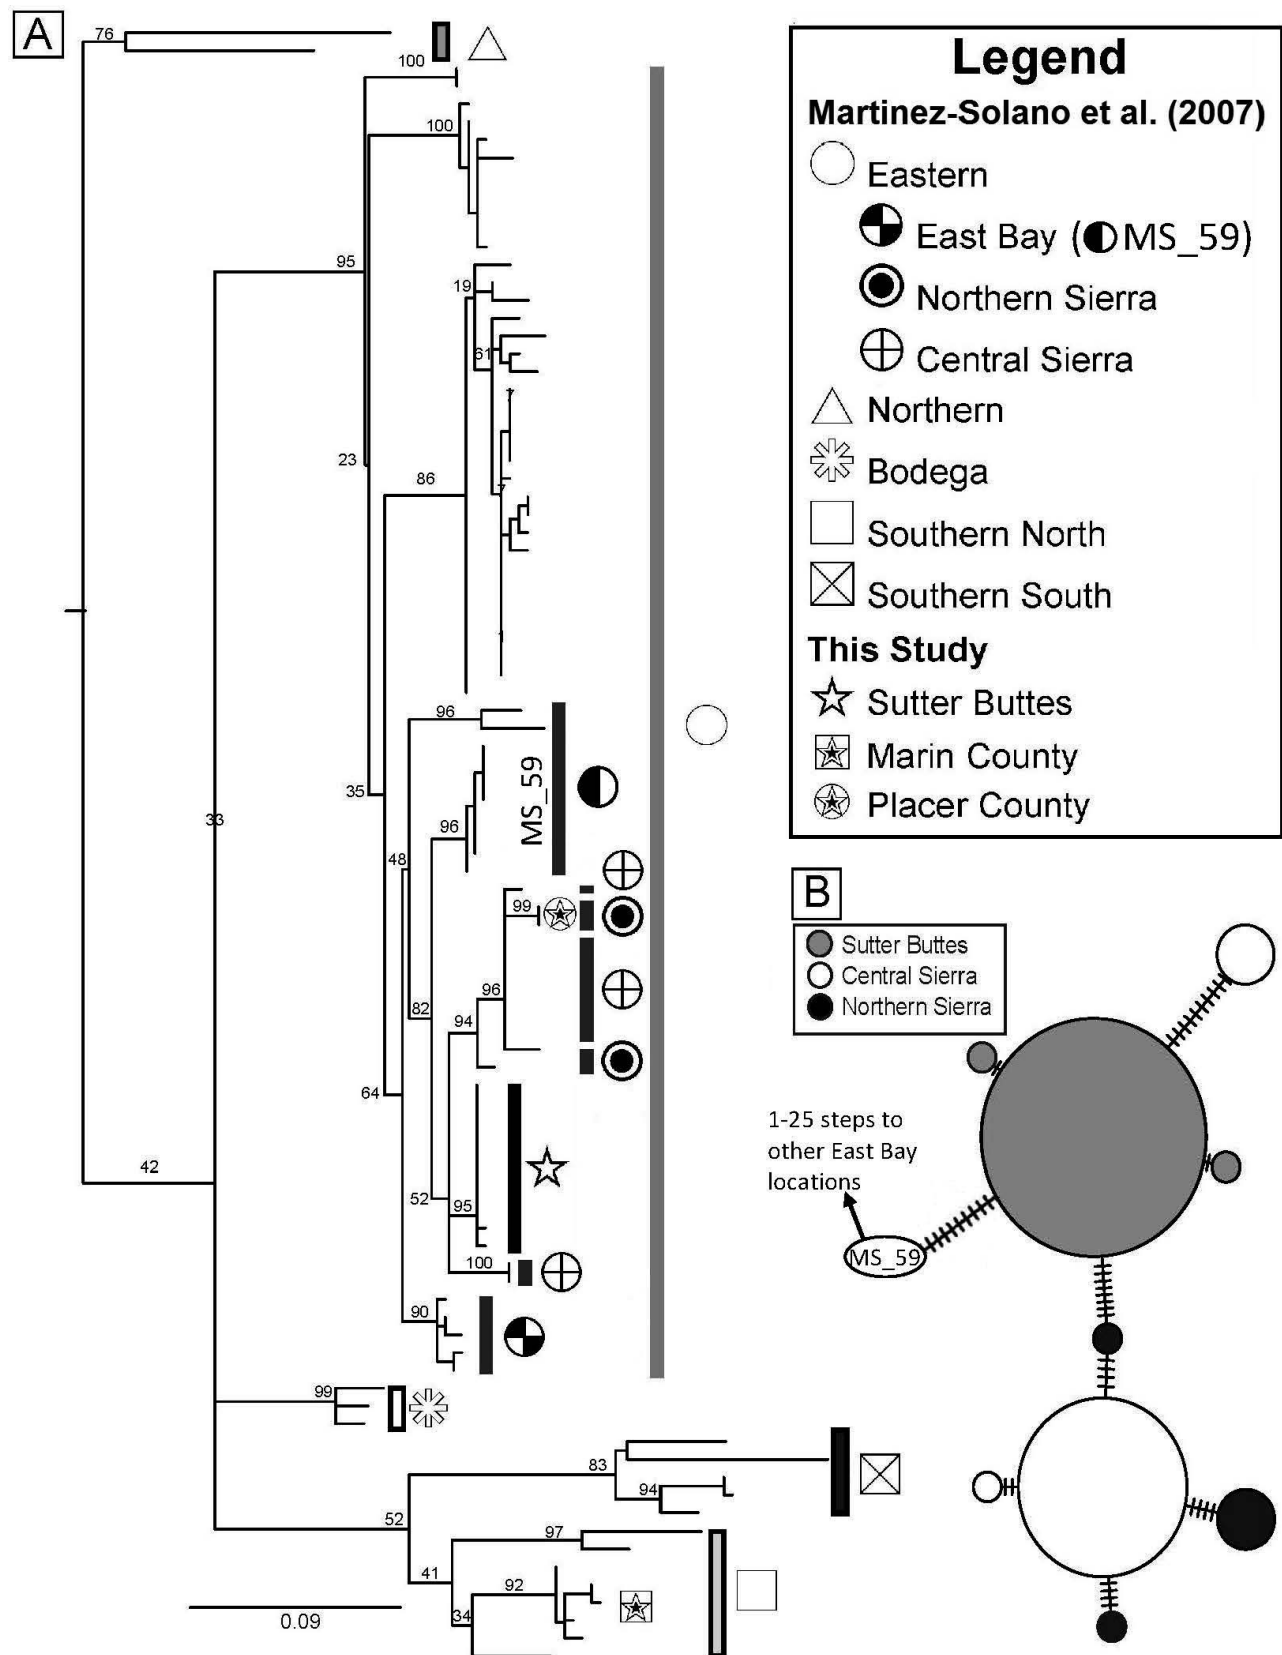 A
76
100
100
95
19
61
7
23
86
7
1
96
MS_59
35
33
96
48
99
96
82
94
64
42
52
95
100
90
99
83
94
52
97
41
92
34
0.09
Legend
Martinez-Solano et al. (2007)
Eastern
East Bay (MS_59)
Northern Sierra
Central Sierra
Northern
Bodega
Southern North
Southern South
This Study
Sutter Buttes
Marin County
Placer County
B
Sutter Buttes
Central Sierra
Northern Sierra
1-25 steps to
other East Bay
locations
MS_59